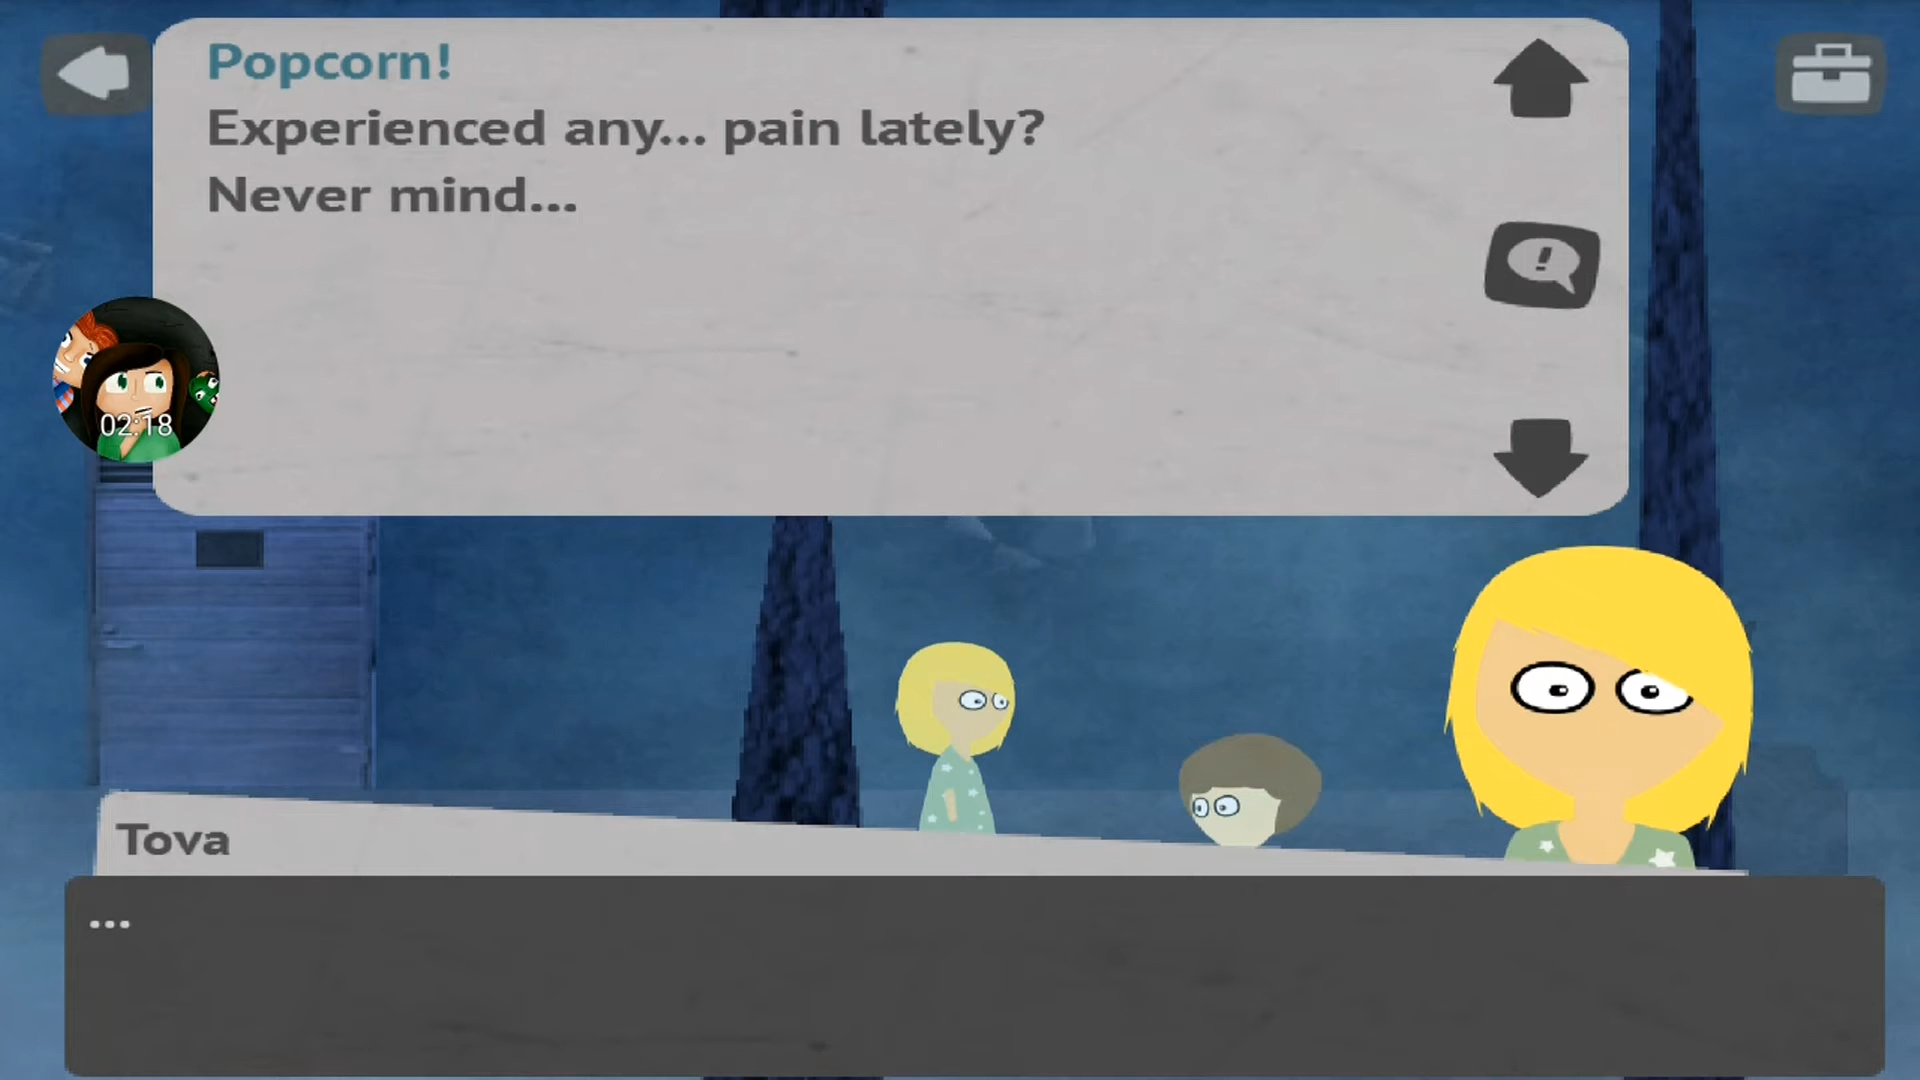 Popcorn!
Experienced any... pain lately?
Never mind...
02:18
Tova
...